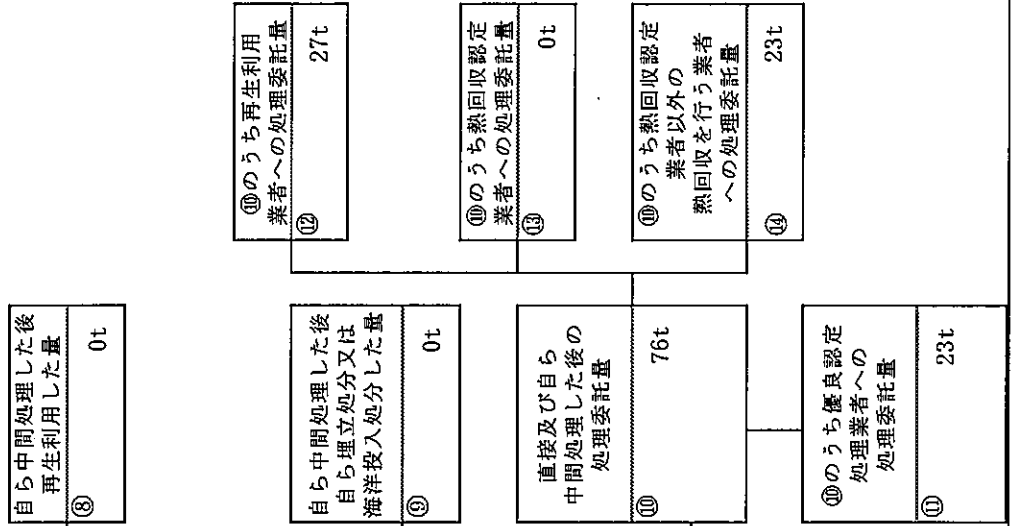 自ら中間処理した後
再生利用した量
⑧
0t
自ら中間処理した後
自ら埋立処分又は
海洋投入処分した量
⑨
0t
直接及び自ら
中間処理した後の
処理委託量
⑩
76t
⑩のうち優良認定
処理業者への
処理委託量
⑪
23t
⑩のうち再生利用
業者への処理委託量
⑫
27t
⑩のうち熱回収認定
業者への処理委託量
⑬
0t
⑩のうち熱回収認定
業者以外の
熱回収を行う業者
への処理委託量
⑭
23t